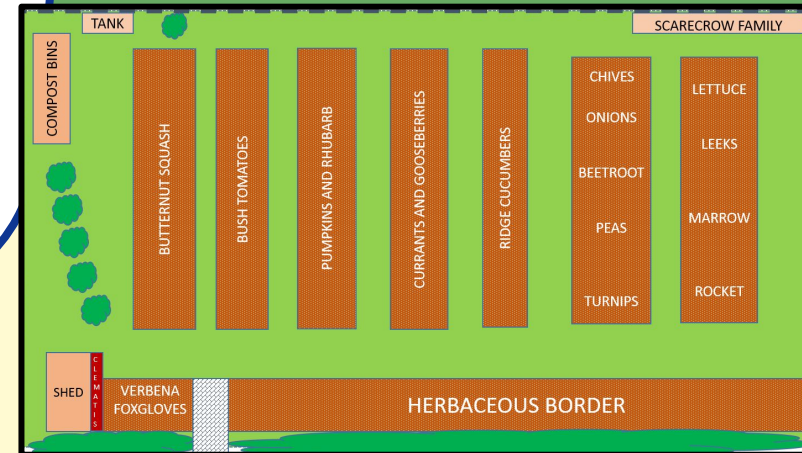 TANK
SCARECROW FAMILY
COMPOST BINS
BUTTERNUT SQUASH
BUSH TOMATOES
PUMPKINS AND RHUBARB
CURRANTS AND GOOSEBERRIES
RIDGE CUCUMBERS
CHIVES
ONIONS
BEETROOT
PEAS
TURNIPS
LETTUCE
LEEKS
MARROW
ROCKET
SHED
CLEMATIS
VERBENA
FOXGLOVES
HERBACEOUS BORDER